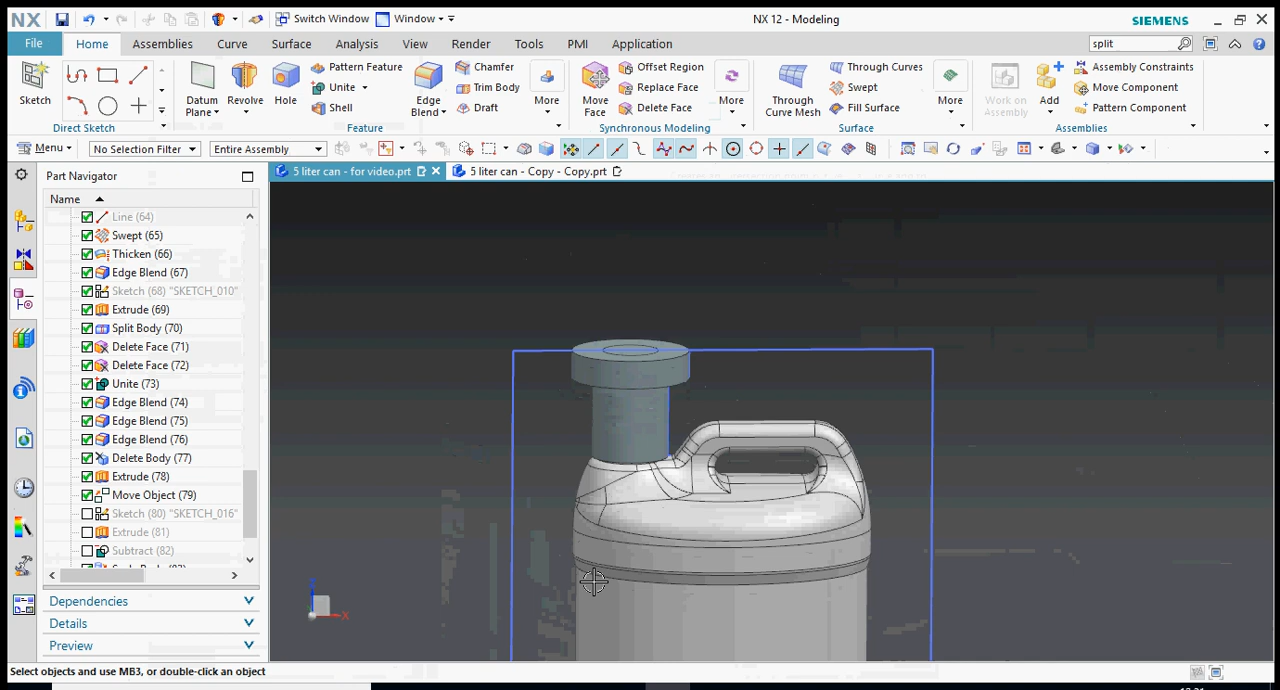 NX
Switch Window
Window
NX 12 - Modeling
SIEMENS
File
Home
Assemblies
Curve
Surface
Analysis
View
Render
Tools
PMI
Application
split
Sketch
Direct Sketch
Datum
Plane
Revolve
Hole
Pattern Feature
Unite
Shell
Edge
Blend
Chamfer
Trim Body
Draft
More
Feature
Move
Face
Offset Region
Replace Face
Delete Face
More
Synchronous Modeling
Through
Curve Mesh
Through Curves
Swept
Fill Surface
More
Surface
Work on
Assembly
Add
Assembly Constraints
Move Component
Pattern Component
Assemblies
Menu
No Selection Filter
Entire Assembly
Part Navigator
5 liter can - for video.prt
5 liter can - Copy - Copy.prt
Name
Line (64)
Swept (65)
Thicken (66)
Edge Blend (67)
Sketch (68) "SKETCH_010"
Extrude (69)
Split Body (70)
Delete Face (71)
Delete Face (72)
Unite (73)
Edge Blend (74)
Edge Blend (75)
Edge Blend (76)
Delete Body (77)
Extrude (78)
Move Object (79)
Sketch (80) "SKETCH_016"
Extrude (81)
Subtract (82)
Dependencies
Details
Preview
X
Select objects and use MB3, or double-click an object